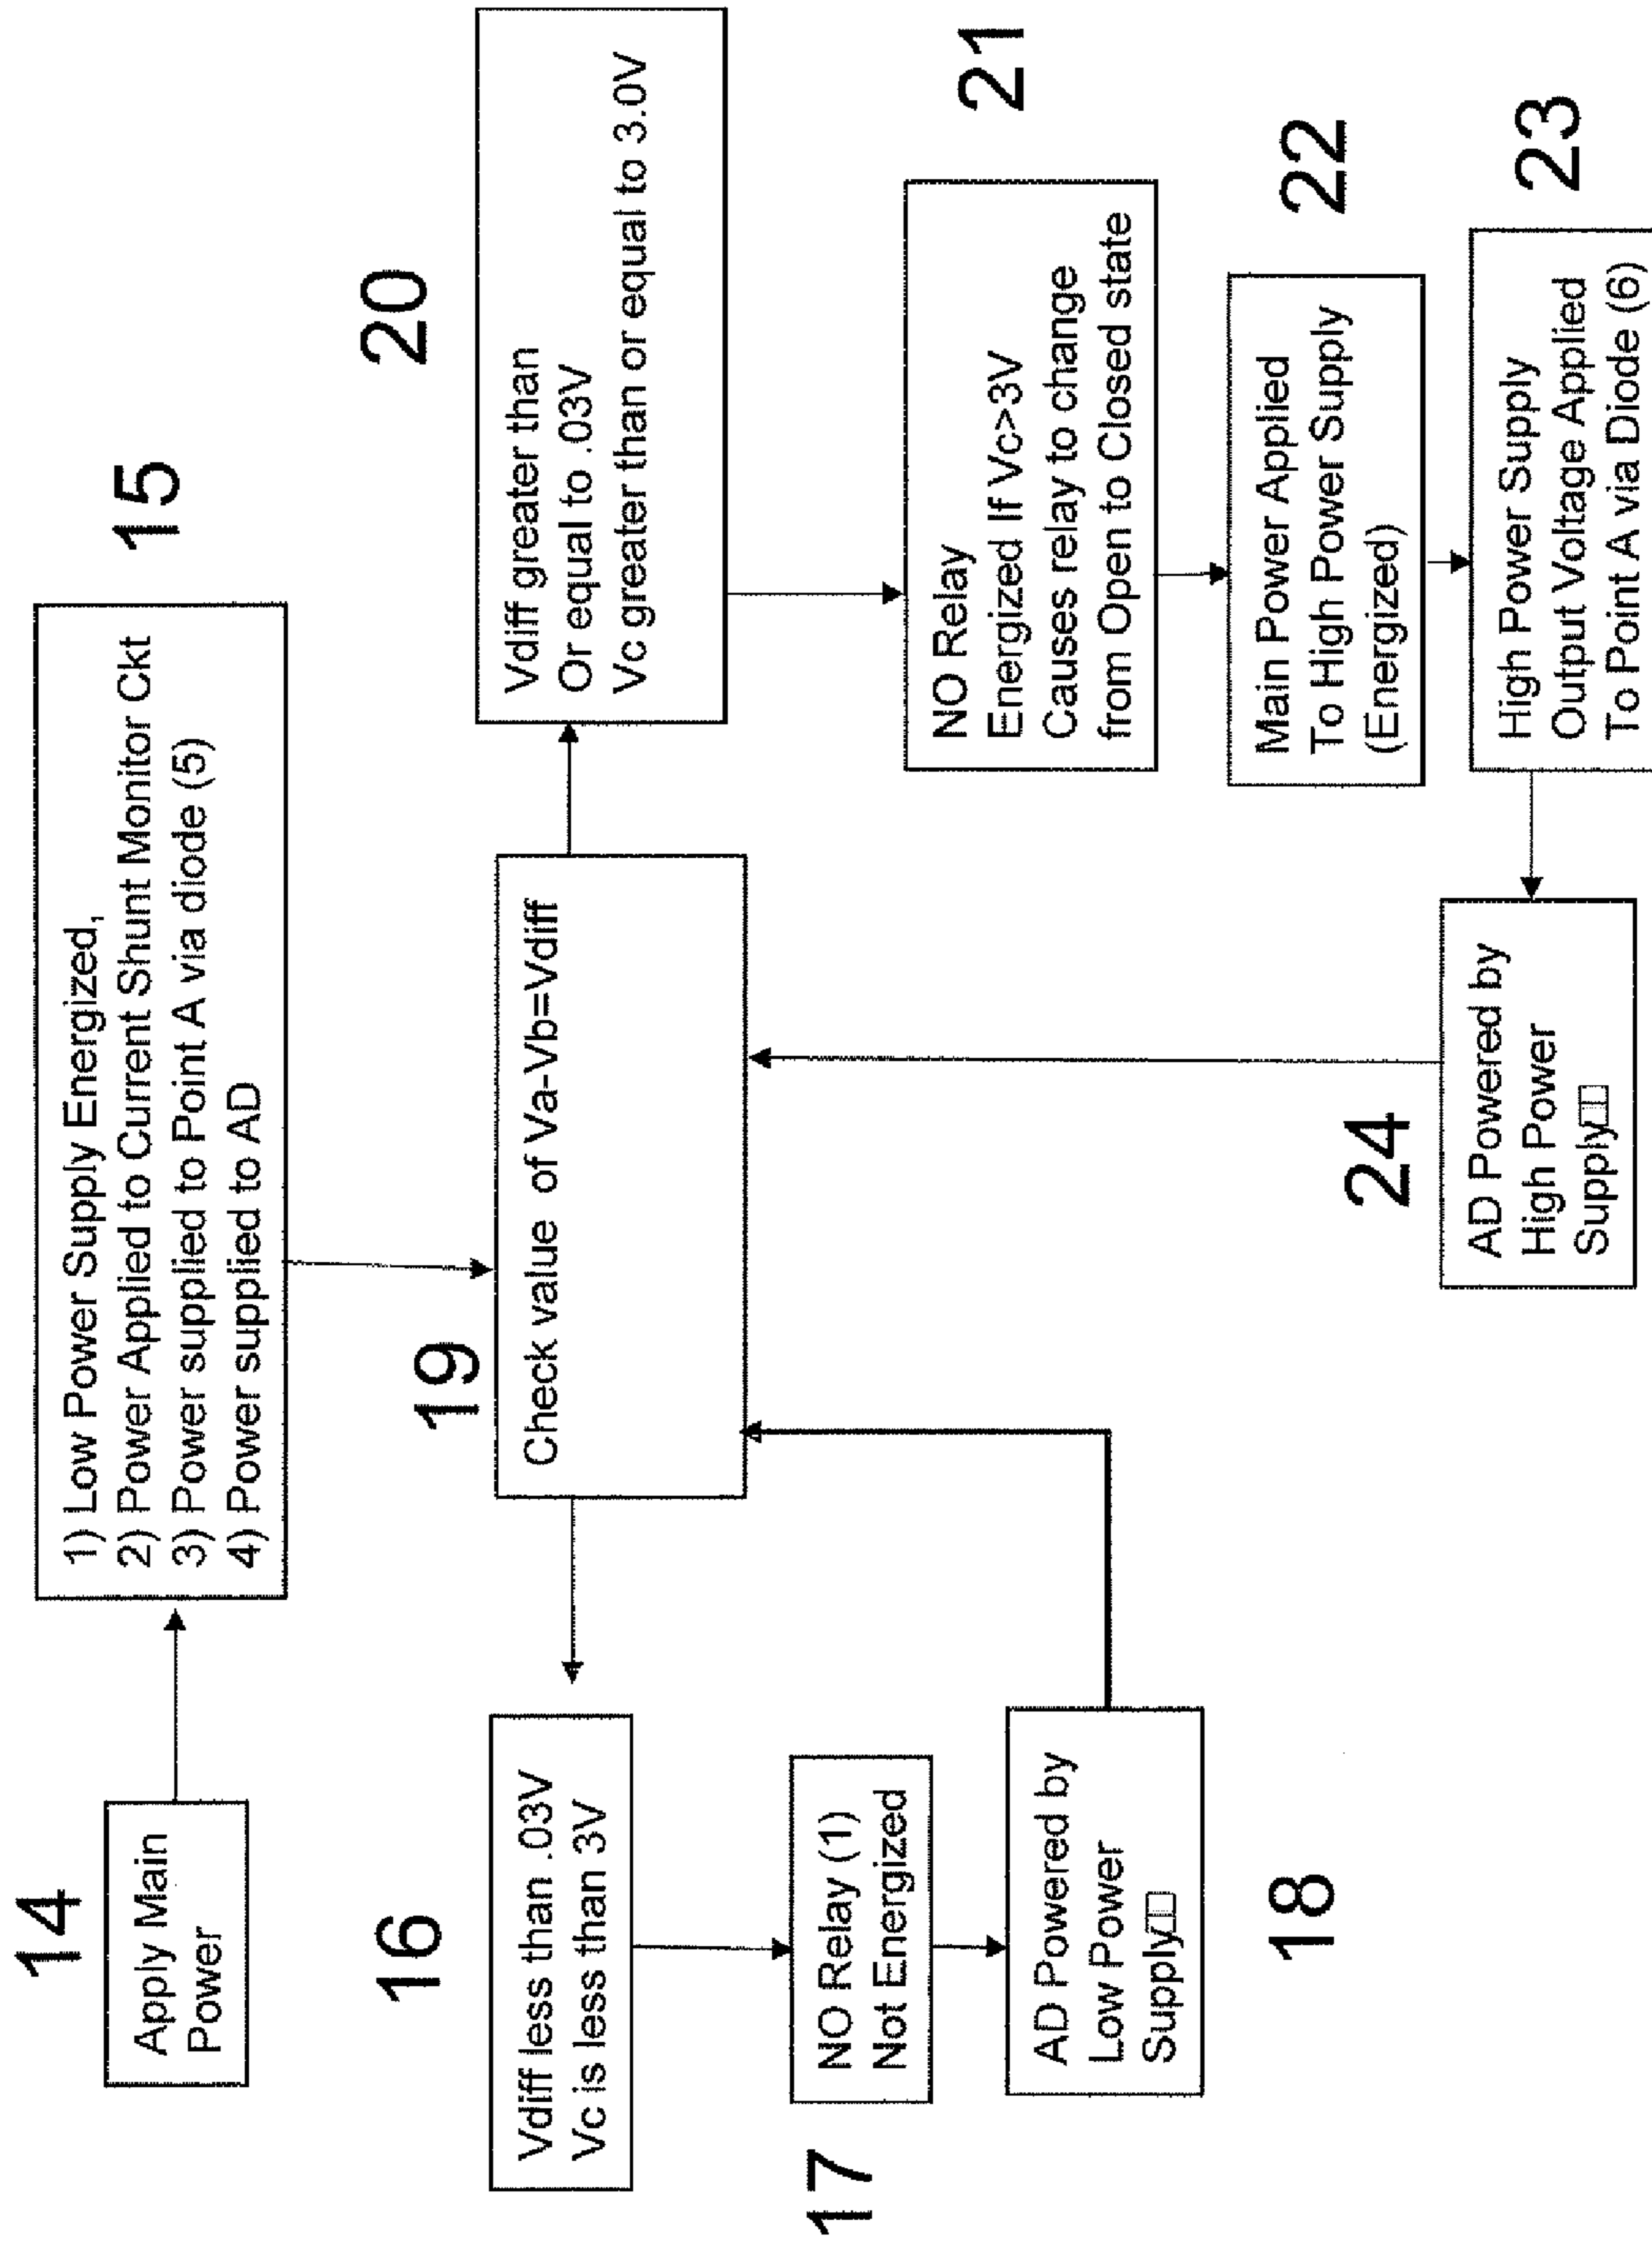 14
Apply Main
Power
15
1) Low Power Supply Energized,
2) Power Applied to Current Shunt Monitor Ckt
3) Power supplied to Point A via diode (5)
4) Power supplied to AD
16
Vdiff less than .03V
Vc is less than 3V
19
Check value of Va-Vb=Vdiff
20
Vdiff greater than
Or equal to .03V
Vc greater than or equal to 3.0V
17
NO Relay (1)
Not Energized
21
NO Relay
Energized If Vc>3V
Causes relay to change
from Open to Closed state
18
AD Powered by
Low Power
Supply□□
22
Main Power Applied
To High Power Supply
(Energized)
24
AD Powered by
High Power
Supply□□
23
High Power Supply
Output Voltage Applied
To Point A via Diode (6)